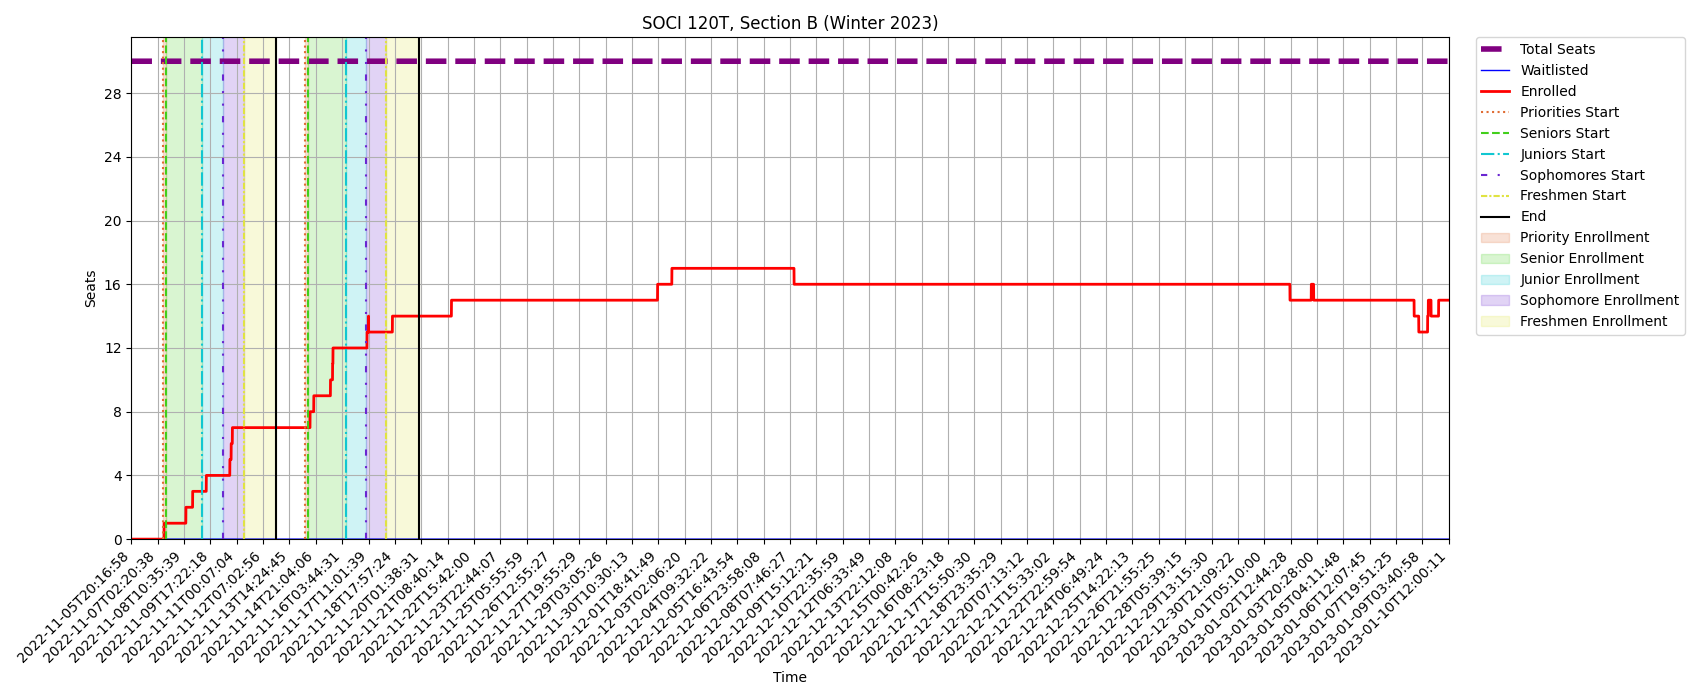 SOCI 120T, Section B (Winter 2023)
Seats
28
24
20
16
12
8
4
0
2022-11-05T20:16:58
2022-11-07T02:20:38
2022-11-08T10:35:39
2022-11-09T17:22:18
2022-11-11T00:07:04
2022-11-12T07:02:56
2022-11-13T14:24:45
2022-11-14T21:04:06
2022-11-16T03:44:31
2022-11-17T11:01:39
2022-11-18T17:57:24
2022-11-20T01:38:31
2022-11-21T08:40:14
2022-11-22T15:42:00
2022-11-23T22:44:07
2022-11-25T05:55:59
2022-11-26T12:55:27
2022-11-27T19:55:29
2022-11-29T03:05:26
2022-11-30T10:30:13
2022-12-01T18:41:49
2022-12-03T02:06:20
2022-12-04T09:32:22
2022-12-05T16:43:54
2022-12-06T23:58:08
2022-12-08T07:46:27
2022-12-09T15:12:21
2022-12-10T22:35:59
2022-12-12T06:33:49
2022-12-13T22:12:08
2022-12-15T00:42:26
2022-12-16T08:23:18
2022-12-17T15:50:30
2022-12-18T23:35:29
2022-12-20T07:13:12
2022-12-21T15:33:02
2022-12-22T22:59:54
2022-12-24T06:49:24
2022-12-25T14:22:13
2022-12-26T21:55:25
2022-12-28T05:39:15
2022-12-29T13:15:30
2022-12-30T21:09:22
2023-01-01T05:10:00
2023-01-02T12:44:28
2023-01-03T20:28:00
2023-01-05T04:11:48
2023-01-06T12:07:45
2023-01-07T19:51:25
2023-01-09T03:40:58
2023-01-10T12:00:11
Time
Total Seats
Waitlisted
Enrolled
Priorities Start
Seniors Start
Juniors Start
Sophomores Start
Freshmen Start
End
Priority Enrollment
Senior Enrollment
Junior Enrollment
Sophomore Enrollment
Freshmen Enrollment